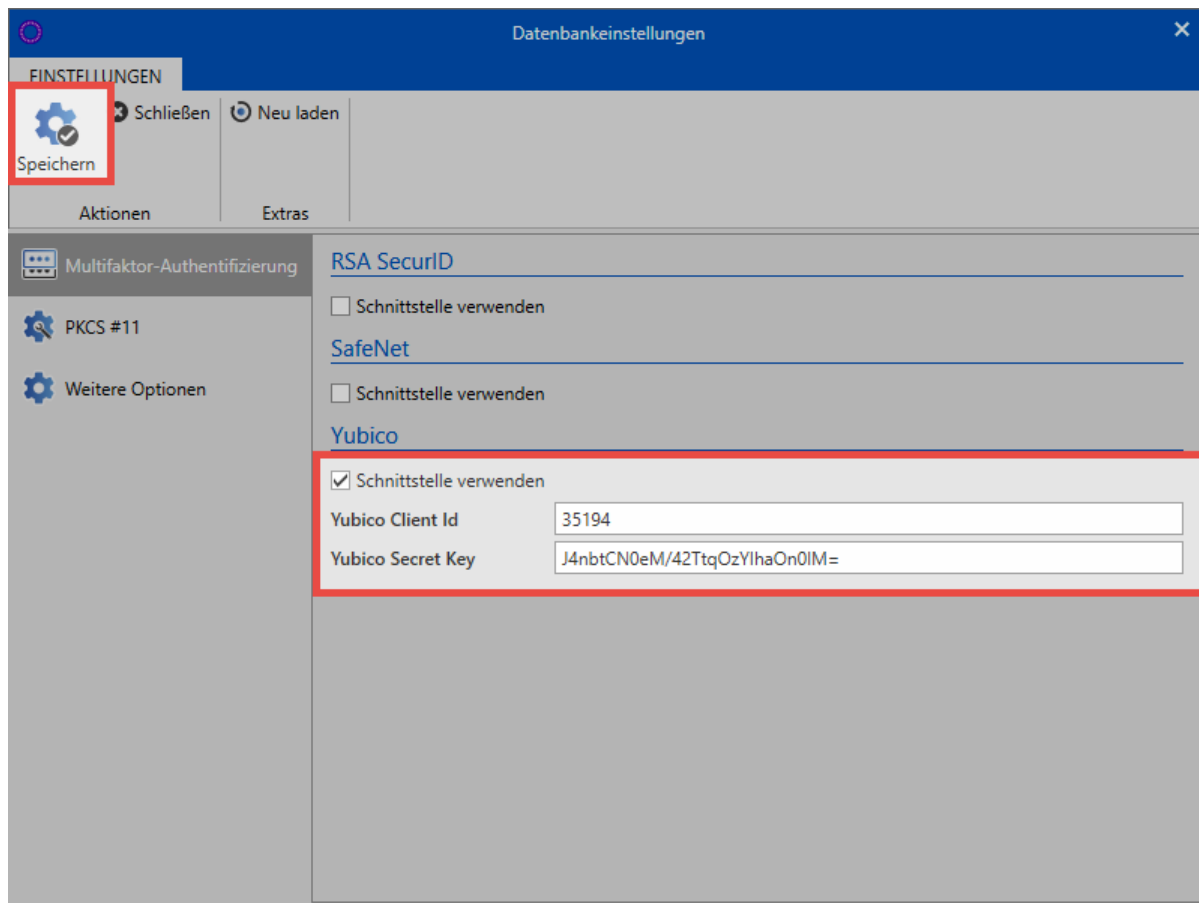 Datenbankeinstellungen
EINSTELLUNGEN
Schließen
Neu laden
Speichern
Aktionen
Extras
Multifaktor-Authentifizierung
PKCS #11
Weitere Optionen
RSA SecurID
Schnittstelle verwenden
SafeNet
Schnittstelle verwenden
Yubico
Schnittstelle verwenden
Yubico Client Id 35194
Yubico Secret Key J4nbtCN0eM/42TtqOzYlhaOn0lM=